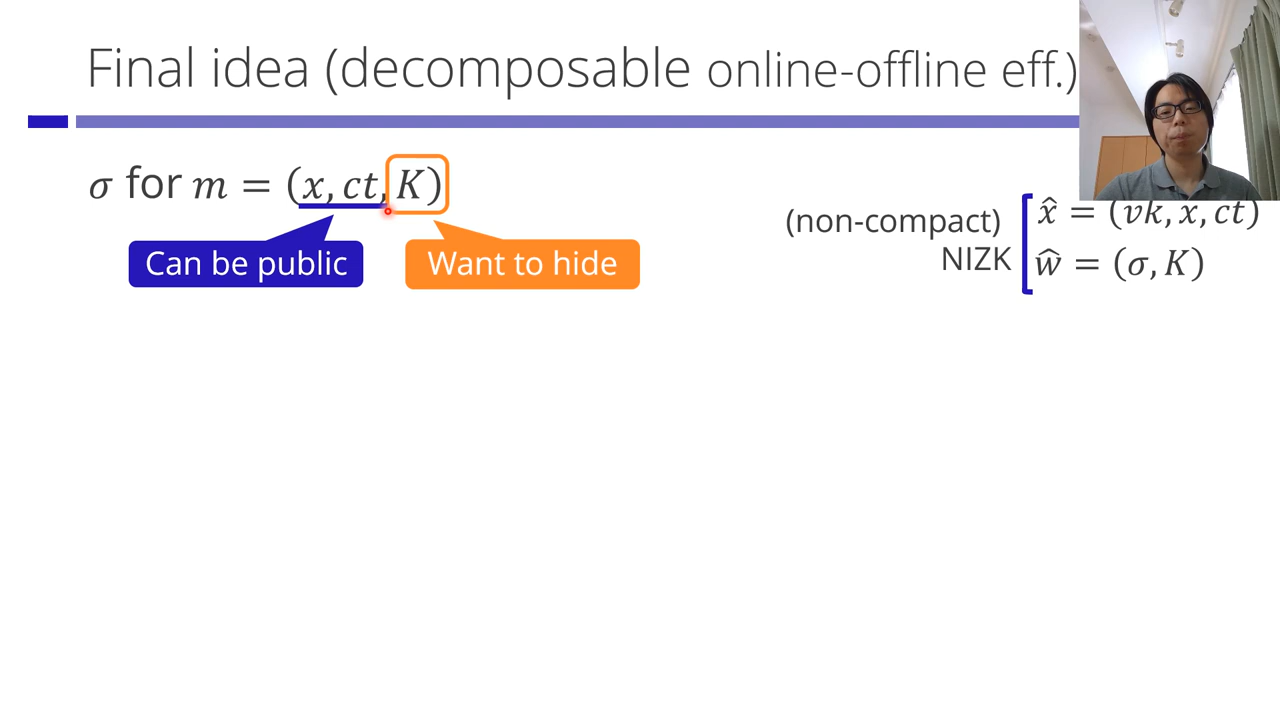 Final idea (decomposable online-offline eff.)
σ for m = (x, ct, K)
Can be public
Want to hide
(non-compact)
NIZK
x̂ = (vk, x, ct)
ŵ = (σ, K)